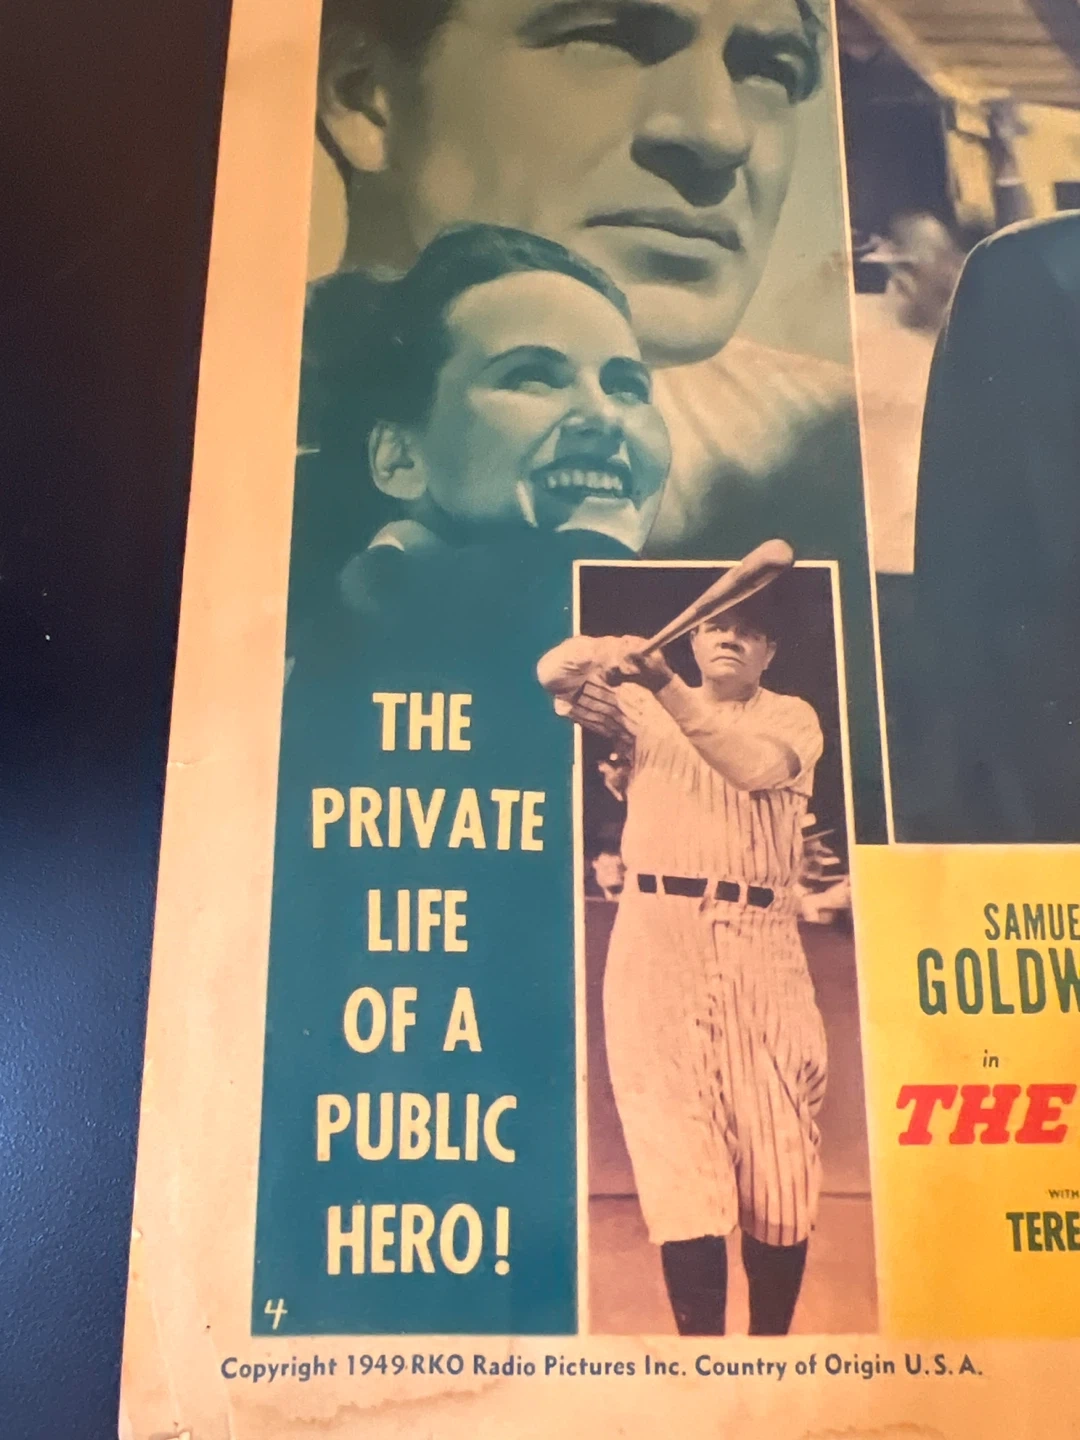 THE
PRIVATE
LIFE
OF A
PUBLIC
HERO!
4
SAMUE
GOLDW
in
THE
WITH
TERE
Copyright 1949 RKO Radio Pictures Inc. Country of Origin U.S.A.